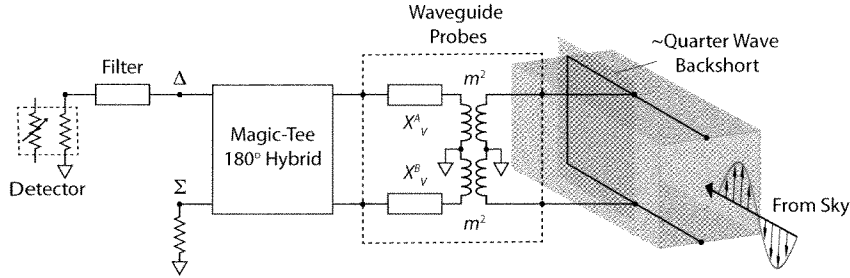 Waveguide
Probes
~Quarter Wave
Backshort
Filter
Δ
m²
Magic-Tee
180° Hybrid
X^A_V
Detector
Σ
X^B_V
m²
From Sky